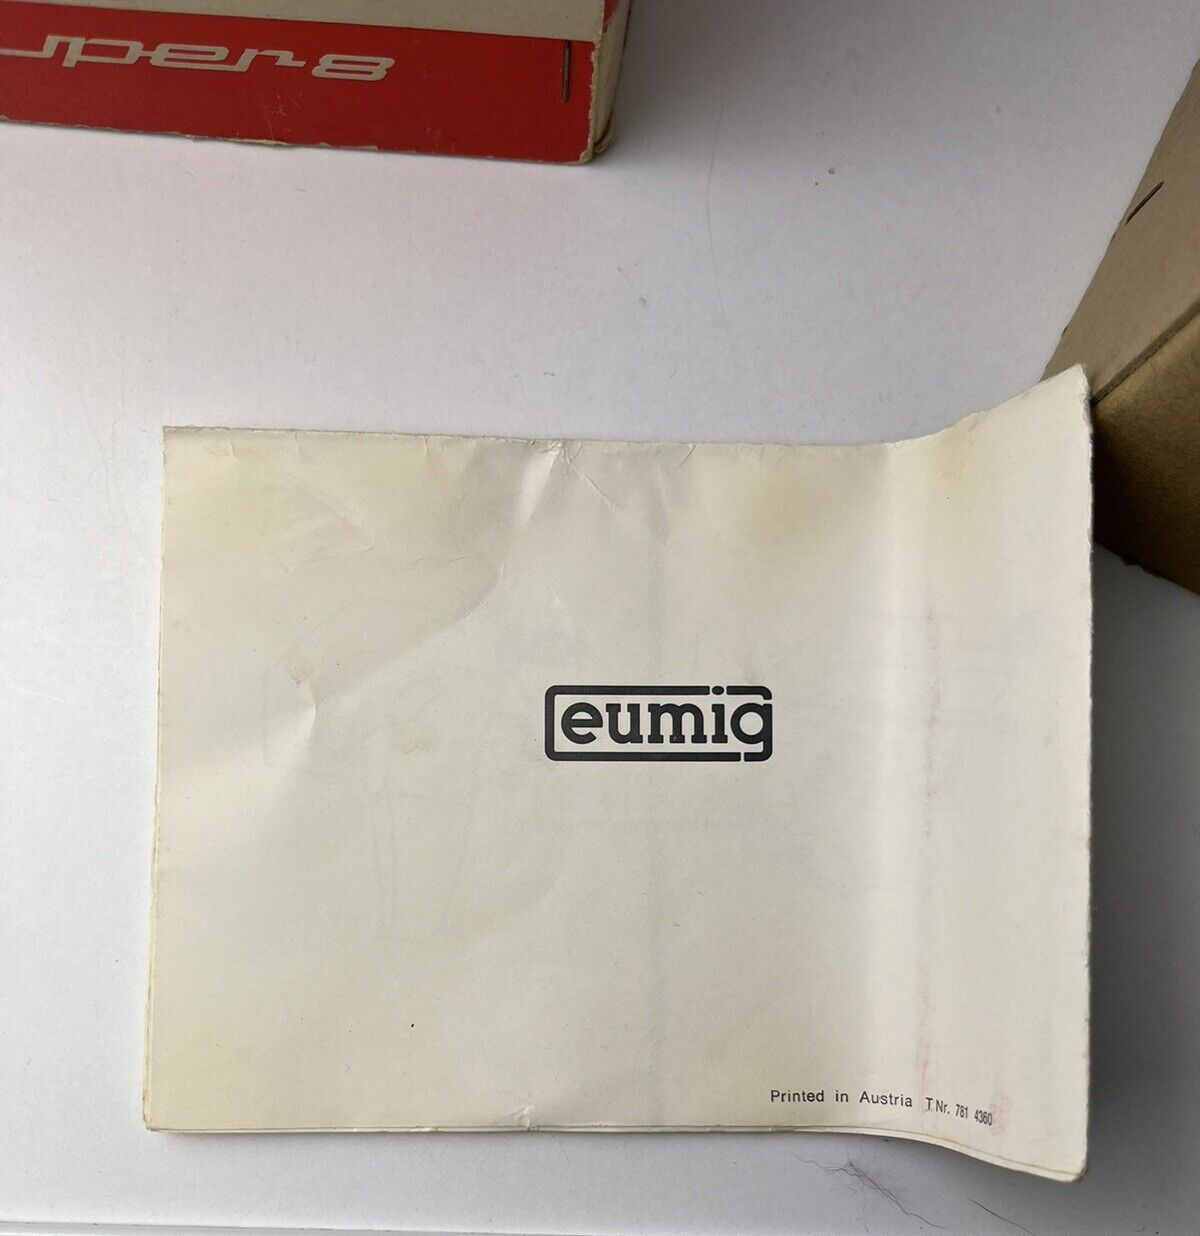 uper 8
eumig
Printed in Austria T Nr. 781 4360